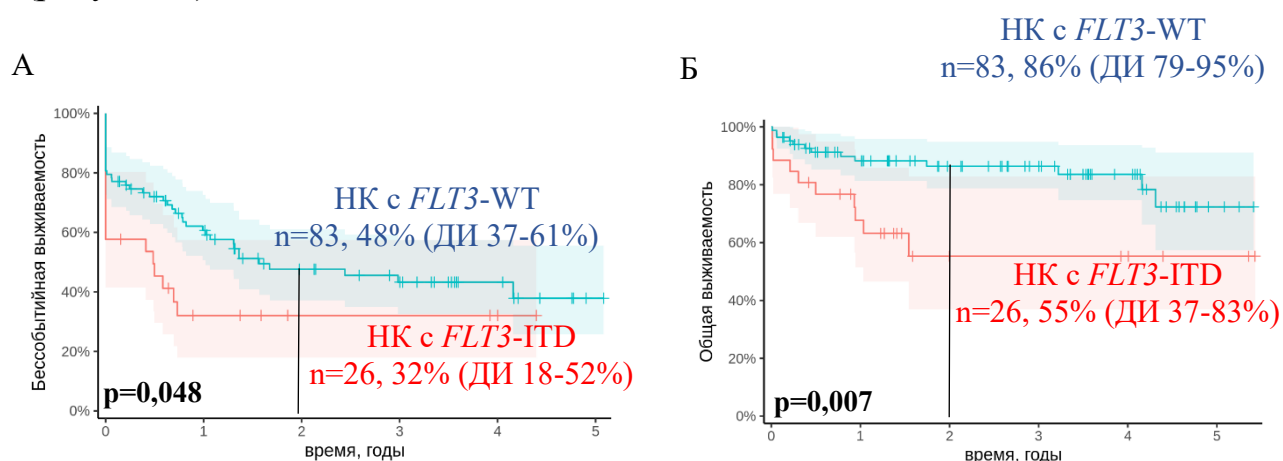 А
Бессобытийная выживаемость
100%
80%
60%
40%
20%
0%
НК с FLT3-WT
n=83, 48% (ДИ 37-61%)
НК с FLT3-ITD
n=26, 32% (ДИ 18-52%)
p=0,048
0 1 2 3 4 5
время, годы
Б
НК с FLT3-WT
n=83, 86% (ДИ 79-95%)
Общая выживаемость
100%
80%
60%
40%
20%
0%
НК с FLT3-ITD
n=26, 55% (ДИ 37-83%)
p=0,007
0 1 2 3 4 5
время, годы